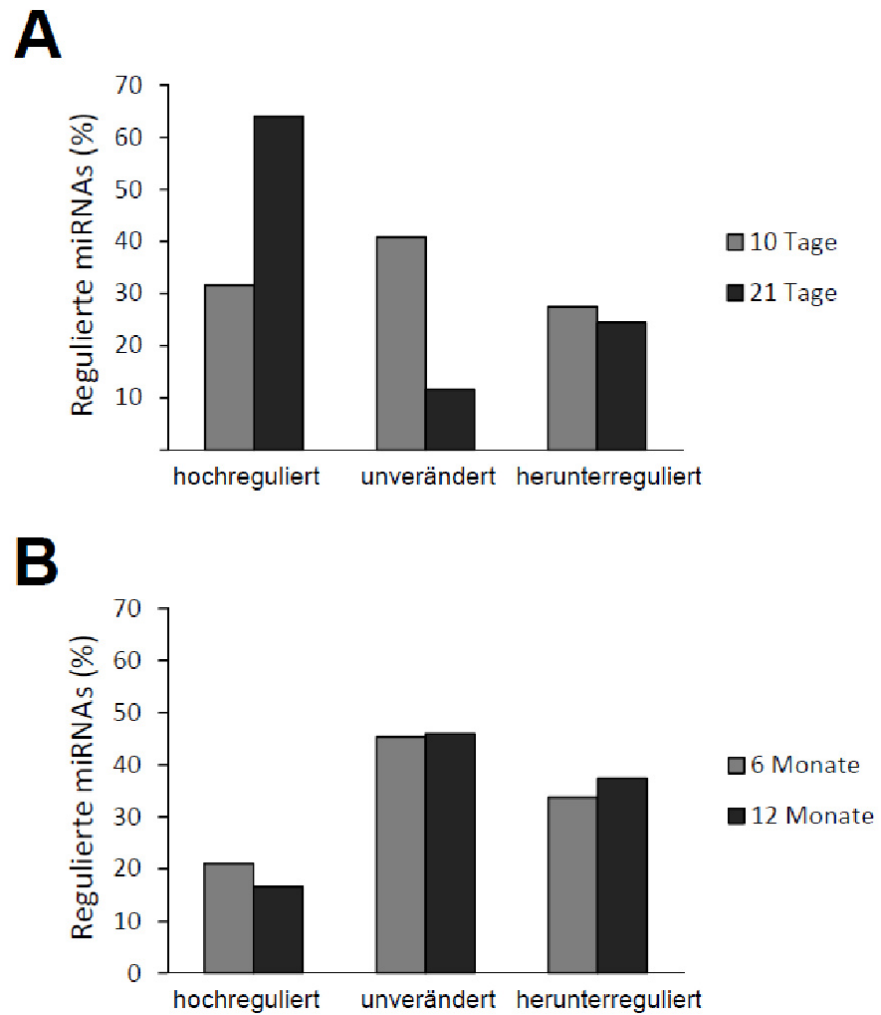 A
Regulierte miRNAs (%)
70
60
50
40
30
20
10
hochreguliert unverändert herunterreguliert
10 Tage
21 Tage
B
Regulierte miRNAs (%)
70
60
50
40
30
20
10
0
hochreguliert unverändert herunterreguliert
6 Monate
12 Monate